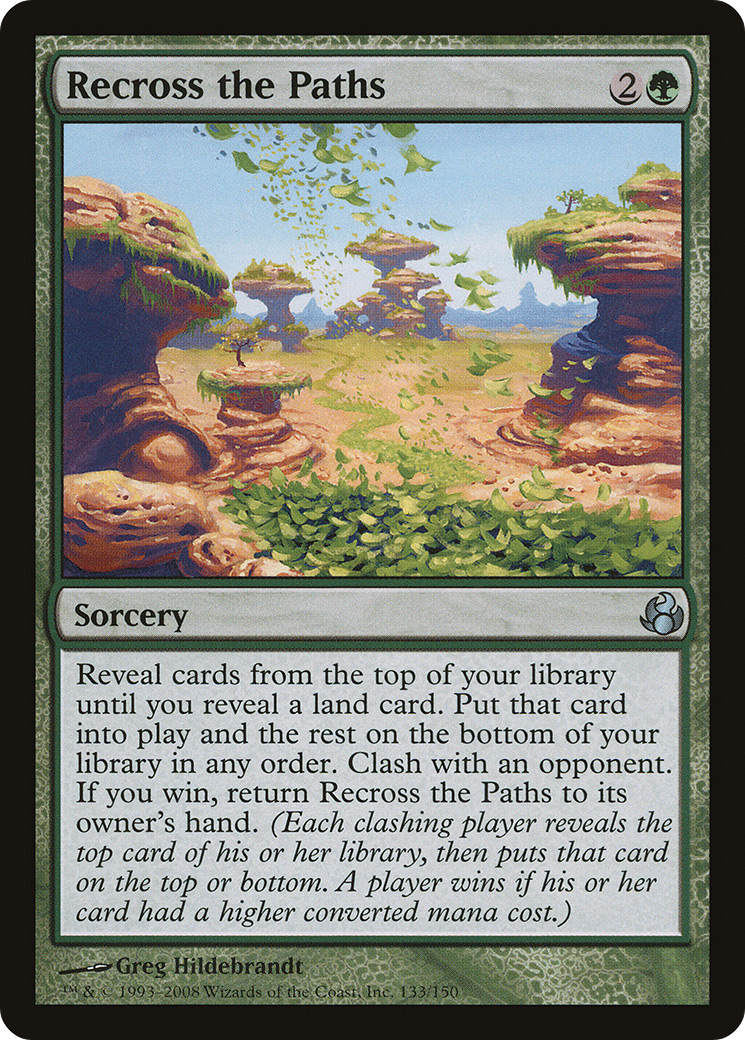 Recross the Paths 2
Sorcery
Reveal cards from the top of your library
until you reveal a land card. Put that card
into play and the rest on the bottom of your
library in any order. Clash with an opponent.
If you win, return Recross the Paths to its
owner's hand. (Each clashing player reveals the
top card of his or her library, then puts that card
on the top or bottom. A player wins if his or her
card had a higher converted mana cost.)
Greg Hildebrandt
™ & © 1993–2008 Wizards of the Coast, Inc. 133/150